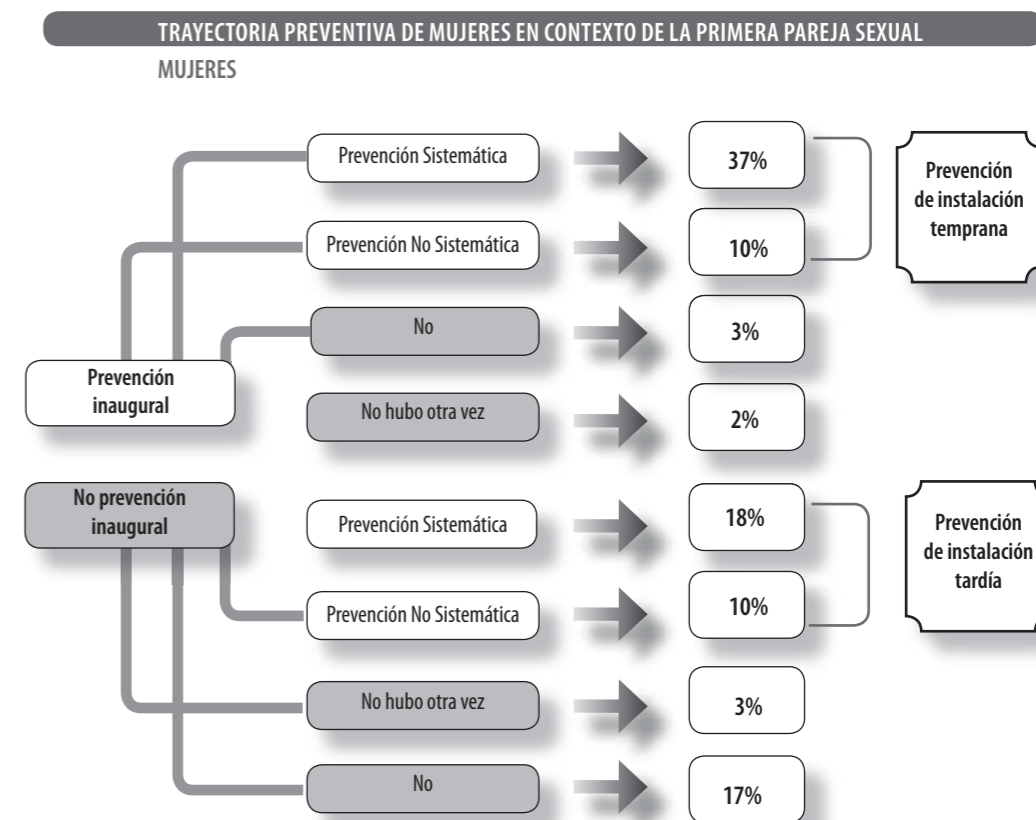 TRAYECTORIA PREVENTIVA DE MUJERES EN CONTEXTO DE LA PRIMERA PAREJA SEXUAL
MUJERES
Prevención Sistemática
37%
Prevención
de instalación
temprana
Prevención No Sistemática
10%
No
3%
Prevención
inaugural
No hubo otra vez
2%
No prevención
inaugural
Prevención Sistemática
18%
Prevención
de instalación
tardía
Prevención No Sistemática
10%
No hubo otra vez
3%
No
17%